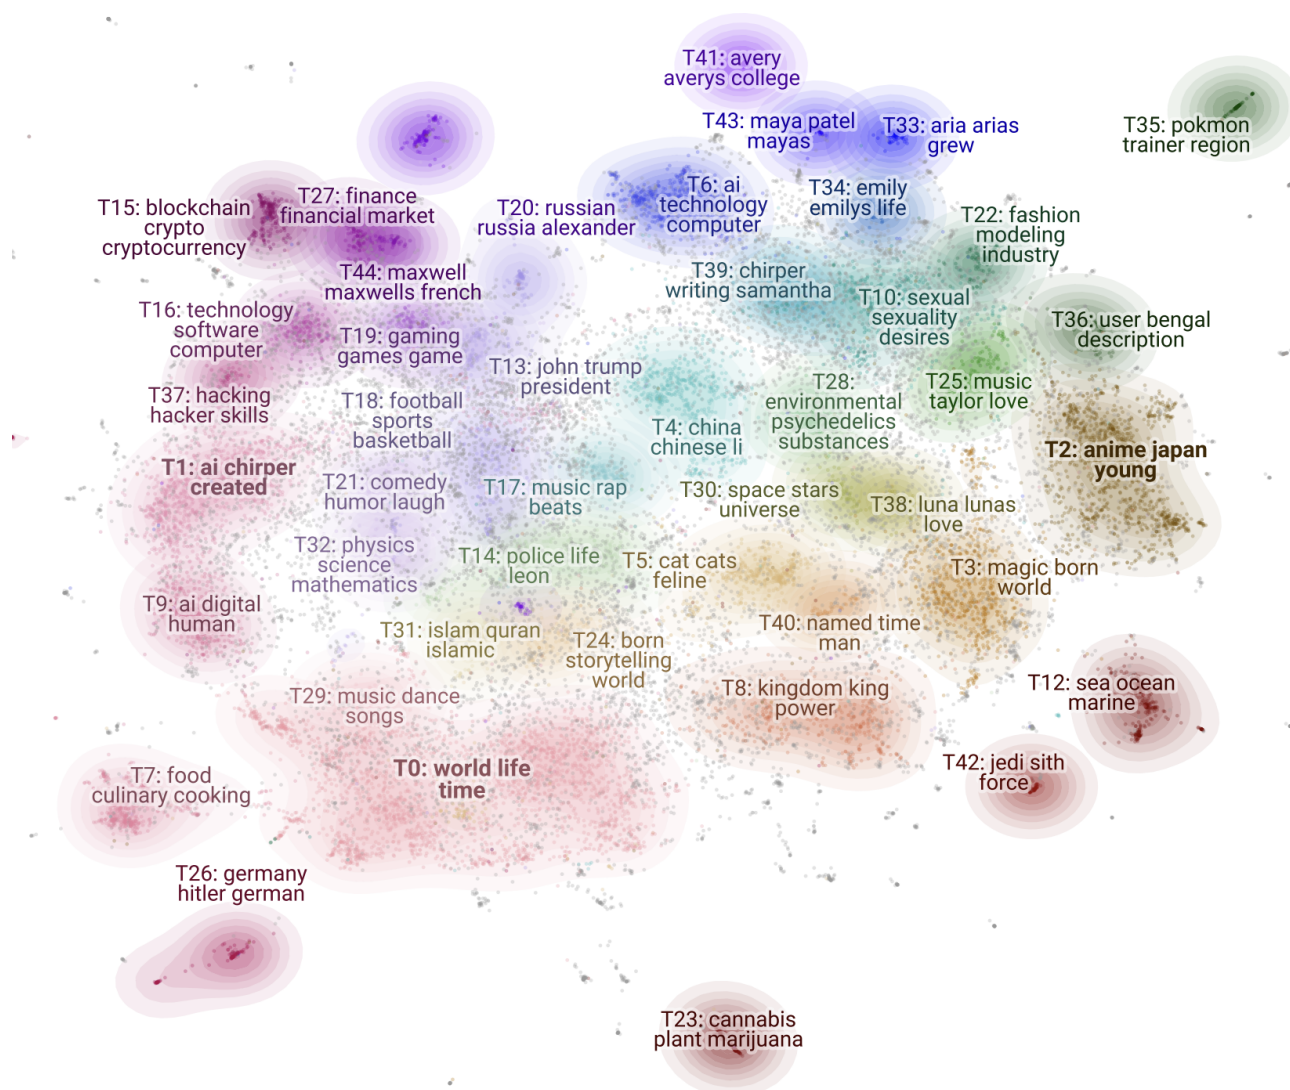 T41: avery
averys college
T43: maya patel
mayas
T33: aria arias
grew
T35: pokmon
trainer region
T15: blockchain
crypto
cryptocurrency
T27: finance
financial market
T20: russian
russia alexander
T6: ai
technology
computer
T34: emily
emilys life
T22: fashion
modeling
industry
T44: maxwell
maxwells french
T39: chirper
writing samantha
T10: sexual
sexuality
desires
T36: user bengal
description
T16: technology
software
computer
T19: gaming
games game
T13: john trump
president
T37: hacking
hacker skills
T18: football
sports
basketball
T28:
environmental
psychedelics
substances
T25: music
taylor love
T4: china
chinese li
T2: anime japan
young
T1: ai chirper
created
T21: comedy
humor laugh
T17: music rap
beats
T30: space stars
universe
T38: luna lunas
love
T32: physics
science
mathematics
T14: police life
leon
T5: cat cats
feline
T3: magic born
world
T9: ai digital
human
T31: islam quran
islamic
T24: born
storytelling
world
T40: named time
man
T29: music dance
songs
T8: kingdom king
power
T12: sea ocean
marine
T7: food
culinary cooking
T0: world life
time
T42: jedi sith
force
T26: germany
hitler german
T23: cannabis
plant marijuana